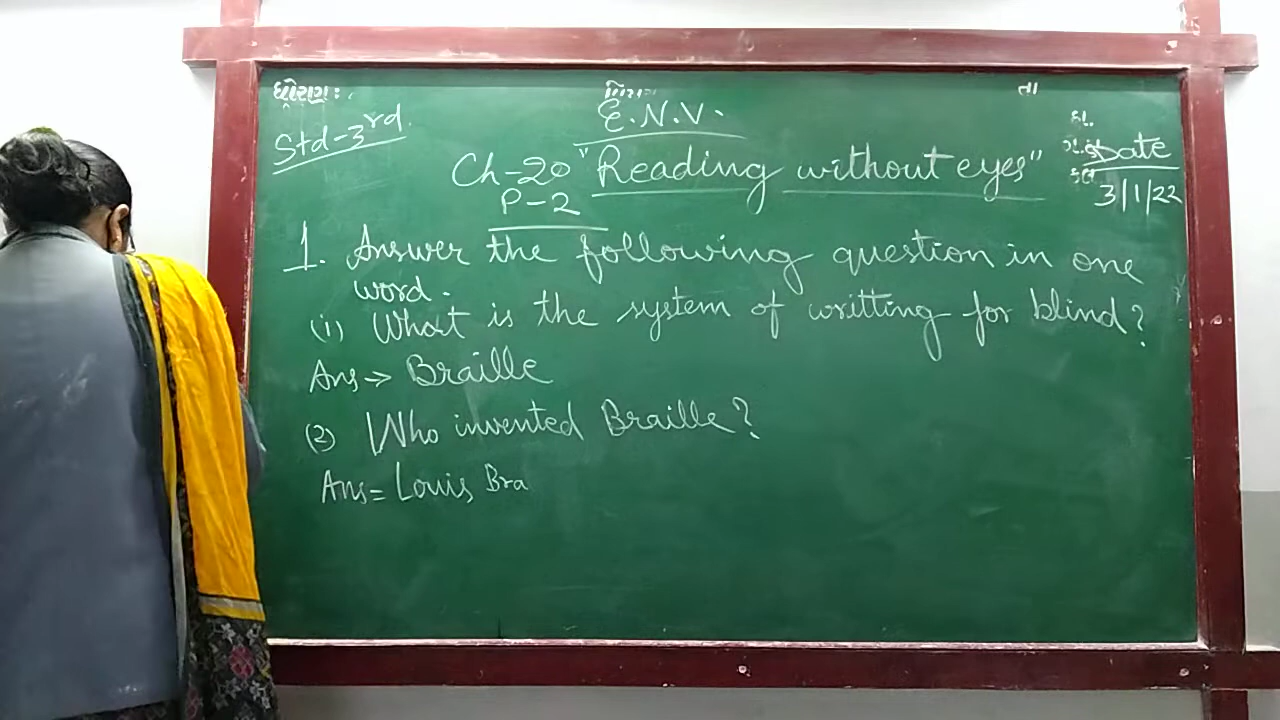 ધોરણ :
વિષય
તા
Std-3rd.
E.N.V.
Date
3/1/22
Ch-20 "Reading without eyes"
P-2
1. Answer the following question in one
word.
(1) What is the system of writting for blind?
Ans → Braille
(2) Who invented Braille?
Ans = Louis Bra